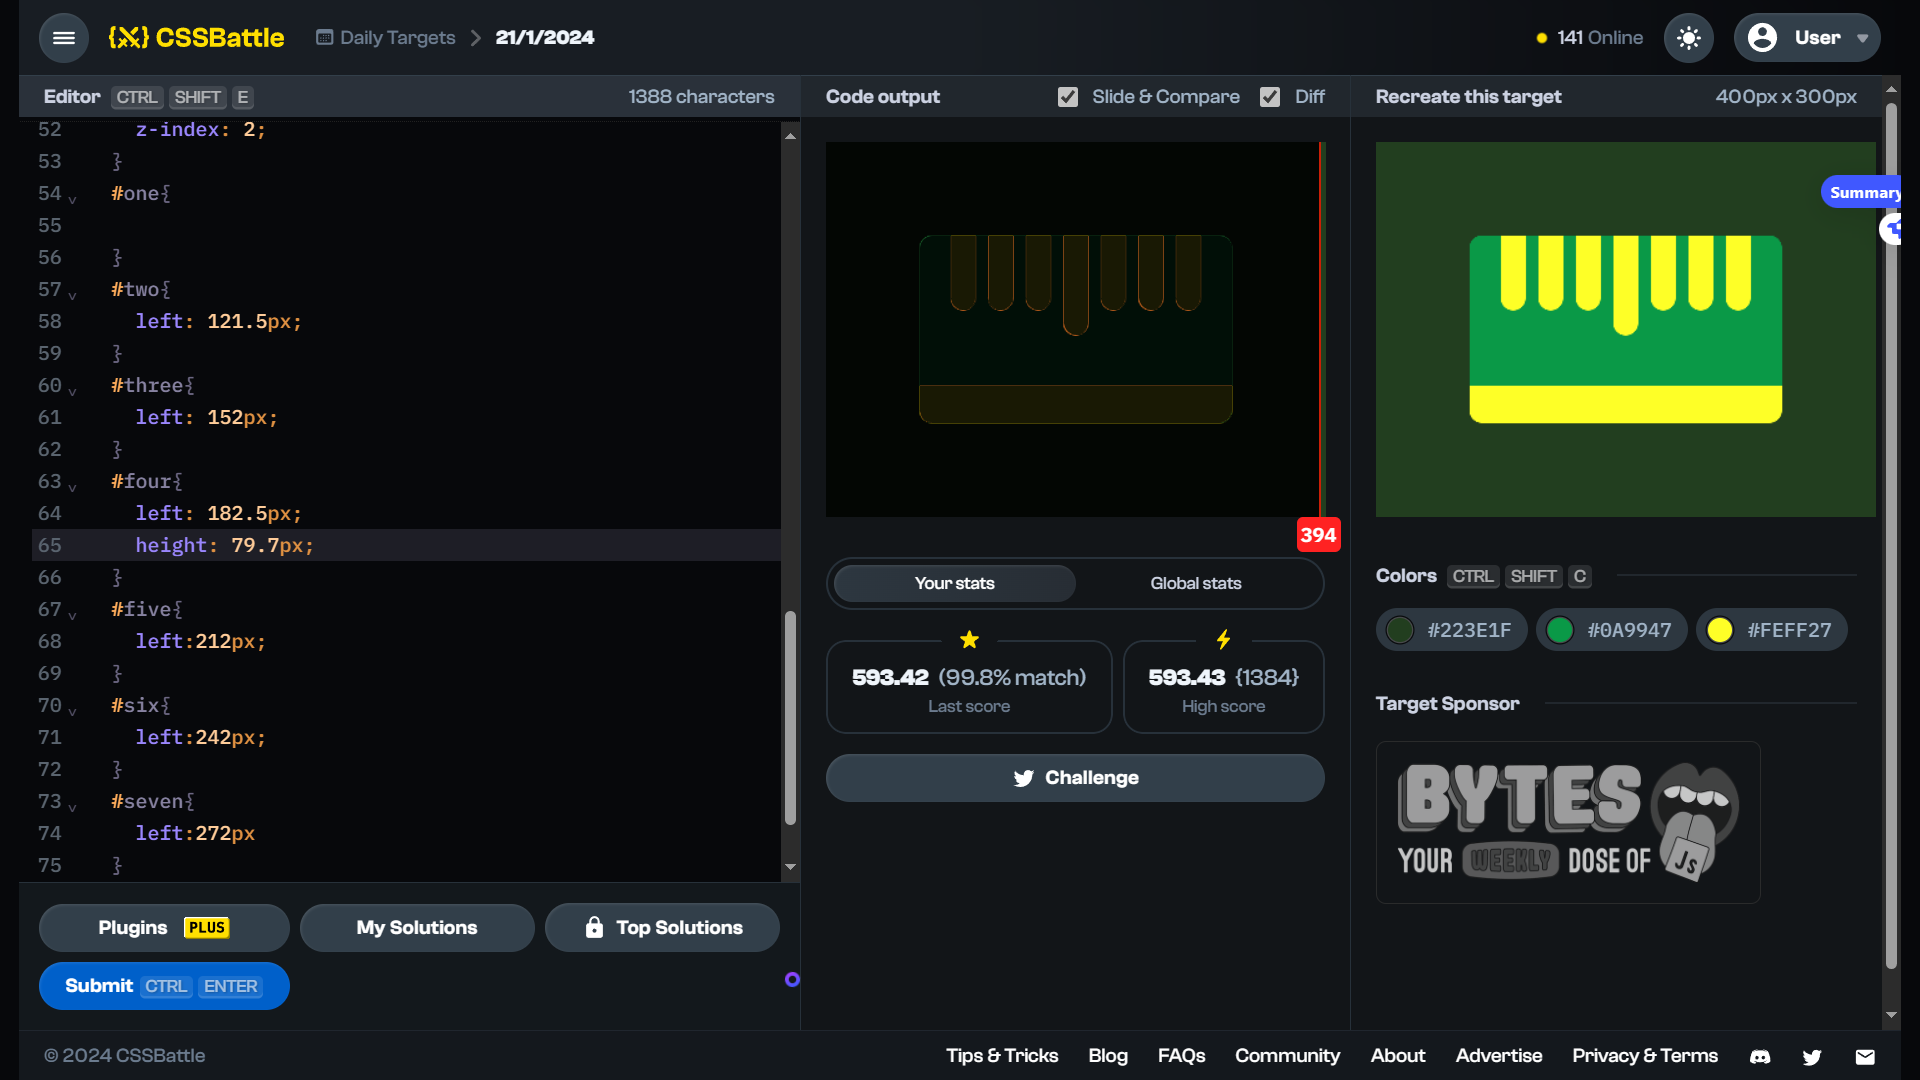 {X} CSSBattle
Daily Targets
21/1/2024
141 Online
User
Editor CTRL SHIFT E
1388 characters
52 z-index: 2;
53 }
54 #one{
55
56 }
57 #two{
58 left: 121.5px;
59 }
60 #three{
61 left: 152px;
62 }
63 #four{
64 left: 182.5px;
65 height: 79.7px;
66 }
67 #five{
68 left:212px;
69 }
70 #six{
71 left:242px;
72 }
73 #seven{
74 left:272px
75 }
Plugins PLUS
My Solutions
Top Solutions
Submit CTRL ENTER
Code output
Slide & Compare
Diff
394
Your stats
Global stats
593.42 (99.8% match)
Last score
593.43 {1384}
High score
Challenge
Recreate this target
400px x 300px
Summary
Colors CTRL SHIFT C
#223E1F
#0A9947
#FEFF27
Target Sponsor
BYTES
YOUR WEEKLY DOSE OF JS
© 2024 CSSBattle
Tips & Tricks
Blog
FAQs
Community
About
Advertise
Privacy & Terms